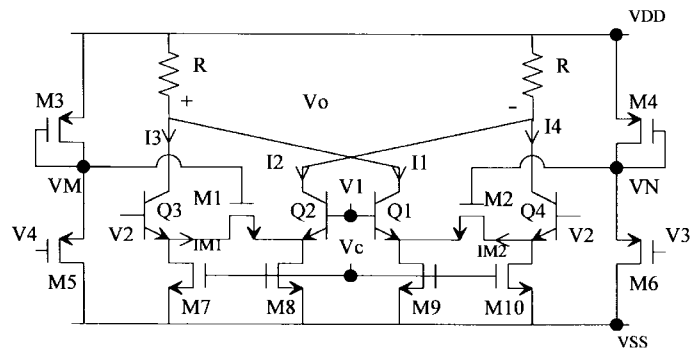 VDD
R
R
M3
Vo
M4
+
-
I3
I4
VM
I2
I1
VN
M1
V1
M2
Q3
Q2
Q1
Q4
V4
V2
V2
V3
IM1
Vc
IM2
M5
M6
M7
M8
M9
M10
VSS